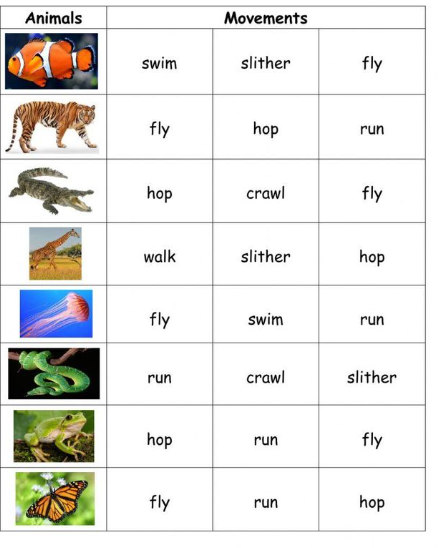 Animals Movements
swim slither fly
fly hop run
hop crawl fly
walk slither hop
fly swim run
run crawl slither
hop run fly
fly run hop